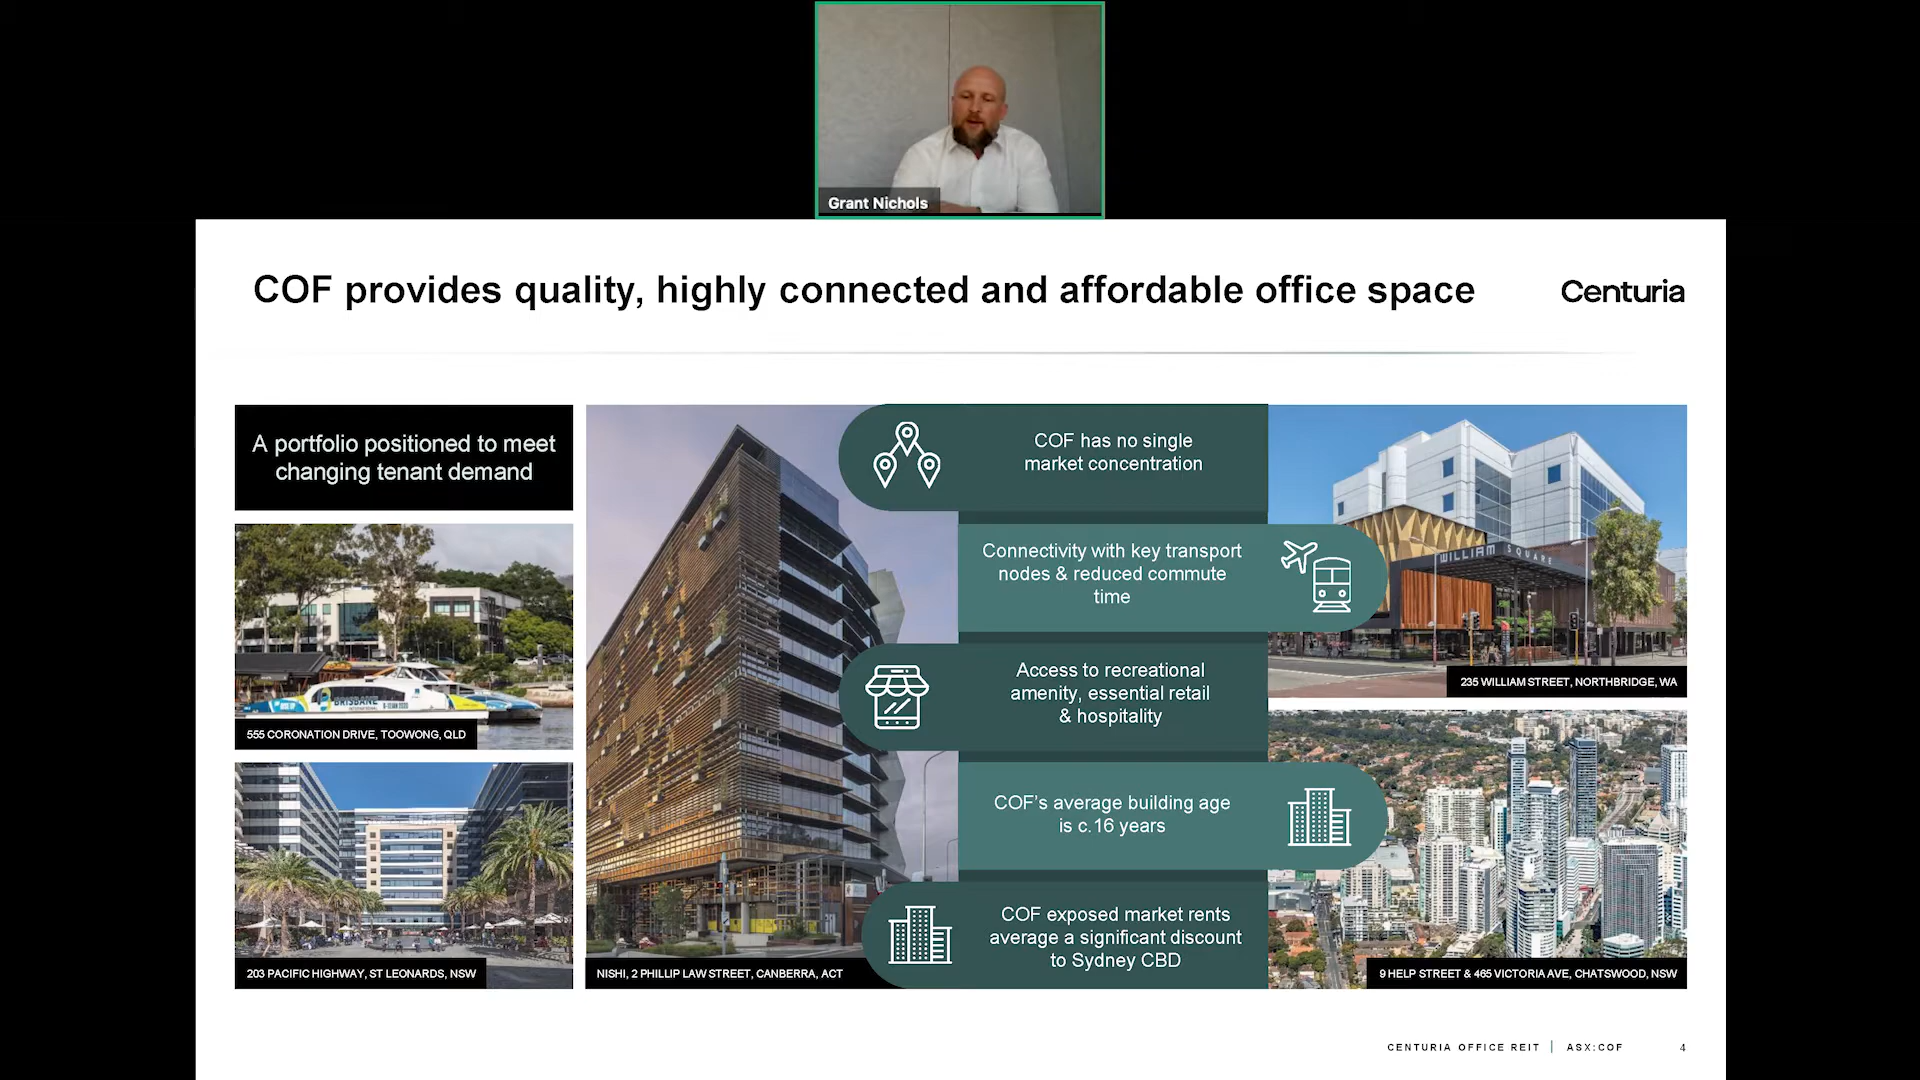 Grant Nichols
COF provides quality, highly connected and affordable office space
Centuria
A portfolio positioned to meet
changing tenant demand
COF has no single
market concentration
Connectivity with key transport
nodes & reduced commute
time
WILLIAM SQUARE
235 WILLIAM STREET, NORTHBRIDGE, WA
BRISBANE
555 CORONATION DRIVE, TOOWONG, QLD
Access to recreational
amenity, essential retail
& hospitality
COF's average building age
is c.16 years
COF exposed market rents
average a significant discount
to Sydney CBD
203 PACIFIC HIGHWAY, ST LEONARDS, NSW
NISHI, 2 PHILLIP LAW STREET, CANBERRA, ACT
9 HELP STREET & 465 VICTORIA AVE, CHATSWOOD, NSW
CENTURIA OFFICE REIT | ASX:COF 4